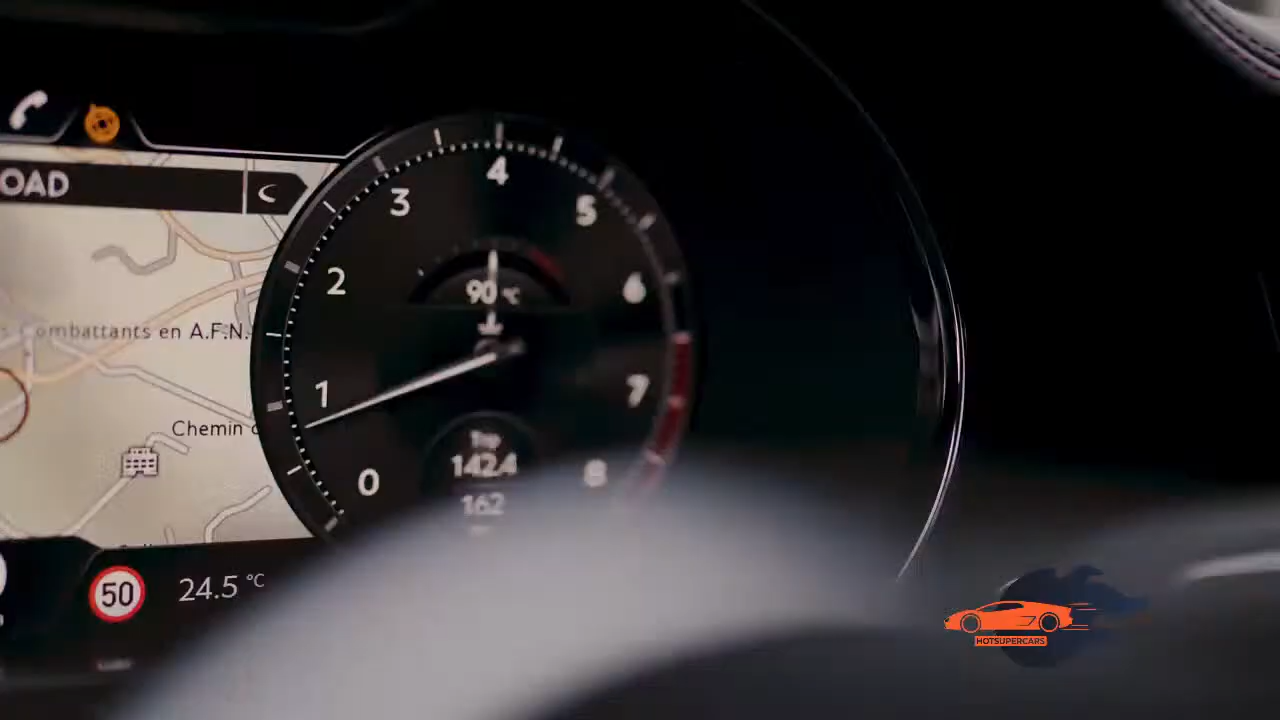 OAD
4
3
5
2
6
90 °C
ombattants en A.F.N.
1
7
Chemin
Trip
142.4
0
8
162
50
24.5 °C
HOTSUPERCARS